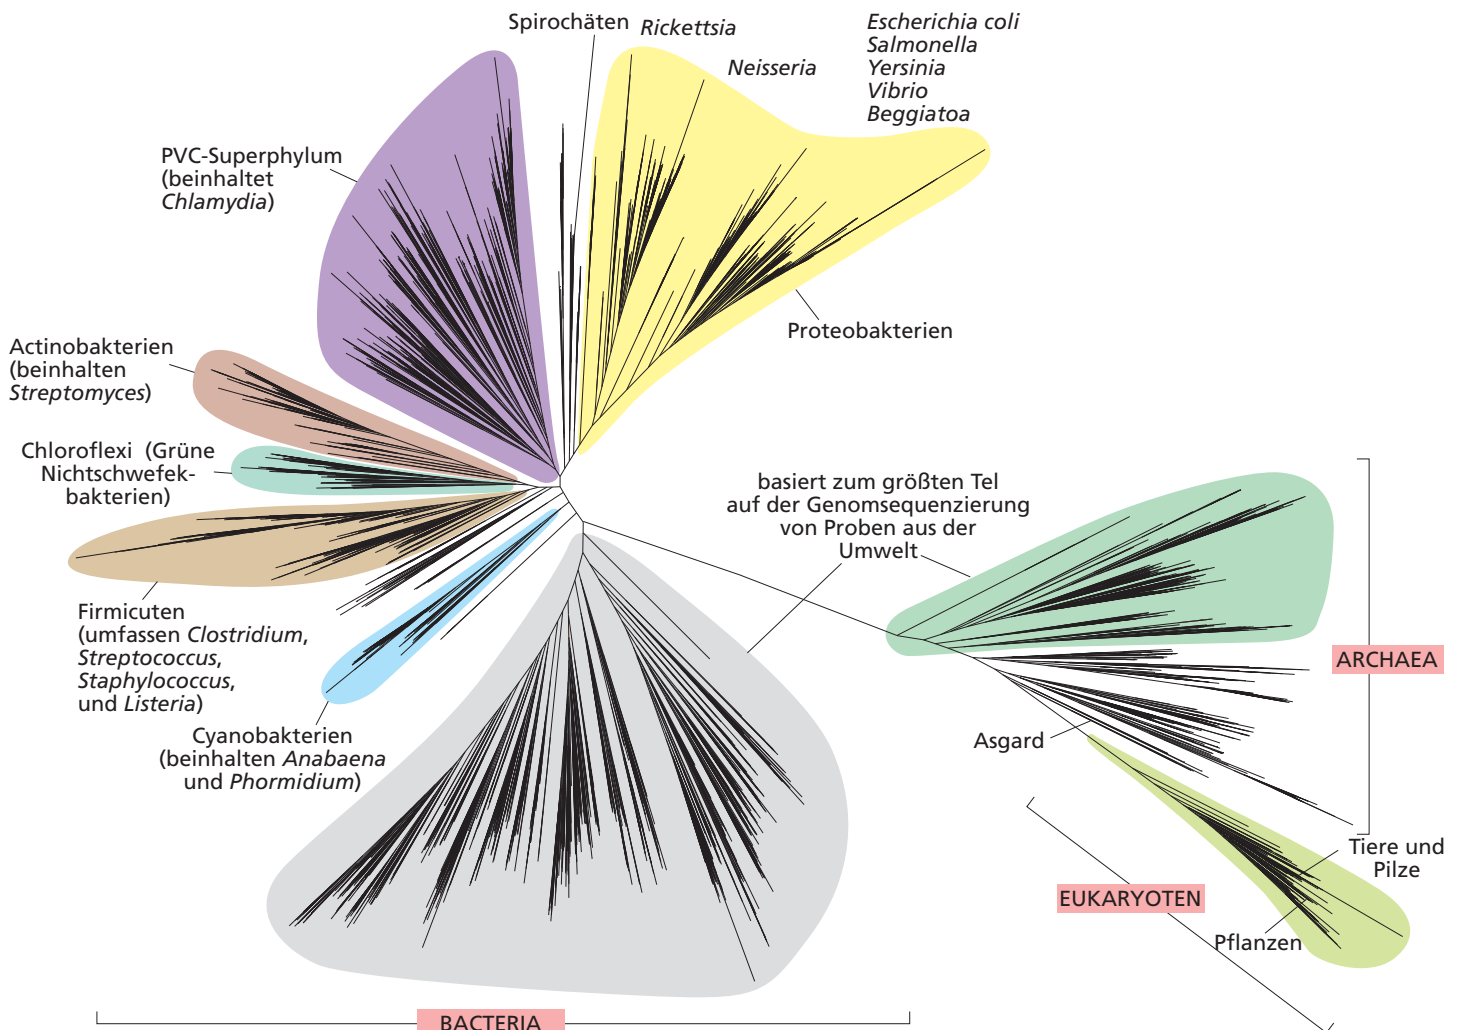 Spirochäten
Rickettsia
Neisseria
Escherichia coli
Salmonella
Yersinia
Vibrio
Beggiatoa
PVC-Superphylum
(beinhaltet
Chlamydia)
Proteobakterien
Actinobakterien
(beinhalten
Streptomyces)
Chloroflexi (Grüne
Nichtschwefek-
bakterien)
basiert zum größten Tel
auf der Genomsequenzierung
von Proben aus der
Umwelt
Firmicuten
(umfassen Clostridium,
Streptococcus,
Staphylococcus,
und Listeria)
Cyanobakterien
(beinhalten Anabaena
und Phormidium)
ARCHAEA
Asgard
Tiere und
Pilze
EUKARYOTEN
Pflanzen
BACTERIA